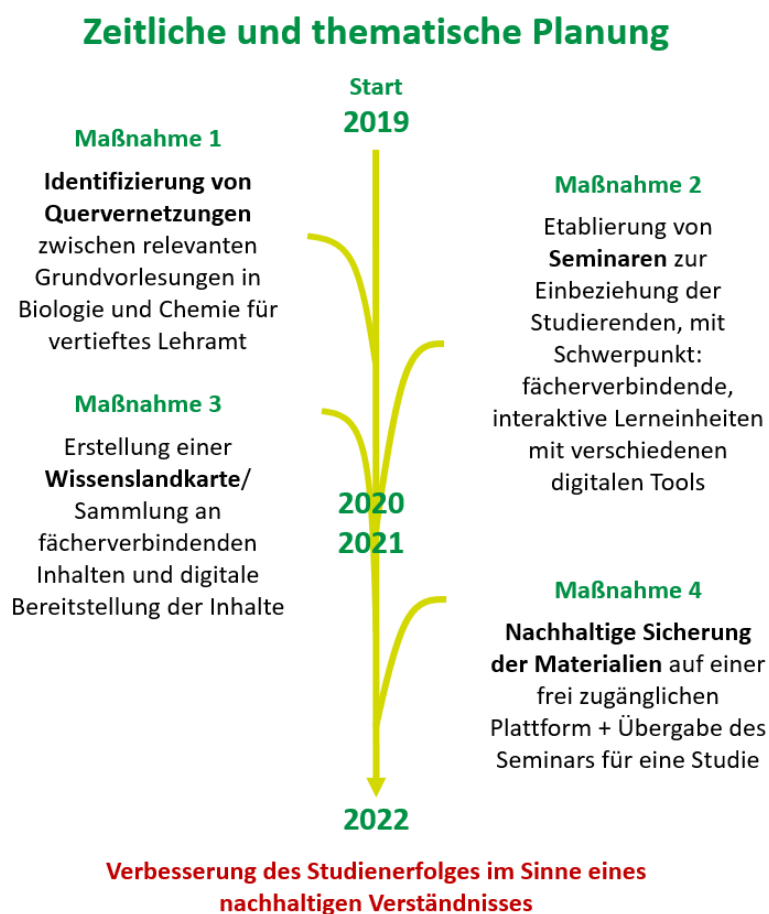 Zeitliche und thematische Planung
Start
2019
Maßnahme 1
Identifizierung von
Quervernetzungen
zwischen relevanten
Grundvorlesungen in
Biologie und Chemie für
vertieftes Lehramt
Maßnahme 2
Etablierung von
Seminaren zur
Einbeziehung der
Studierenden, mit
Schwerpunkt:
fächerverbindende,
interaktive Lerneinheiten
mit verschiedenen
digitalen Tools
Maßnahme 3
Erstellung einer
Wissenslandkarte/
Sammlung an
fächerverbindenden
Inhalten und digitale
Bereitstellung der Inhalte
2020
2021
Maßnahme 4
Nachhaltige Sicherung
der Materialien auf einer
frei zugänglichen
Plattform + Übergabe des
Seminars für eine Studie
2022
Verbesserung des Studienerfolges im Sinne eines
nachhaltigen Verständnisses